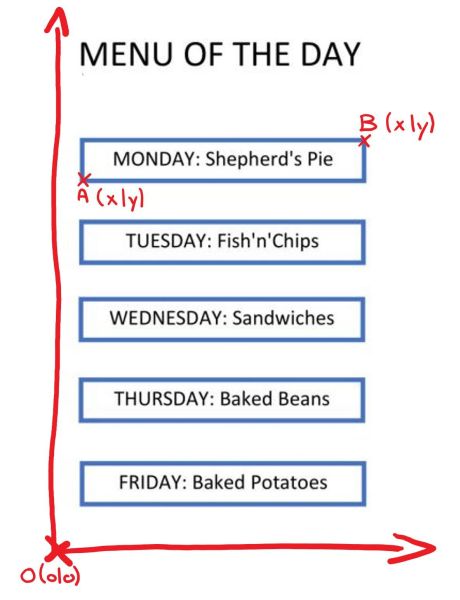 MENU OF THE DAY
B (x|y)
MONDAY: Shepherd's Pie
A (x|y)
TUESDAY: Fish'n'Chips
WEDNESDAY: Sandwiches
THURSDAY: Baked Beans
FRIDAY: Baked Potatoes
O(0|0)